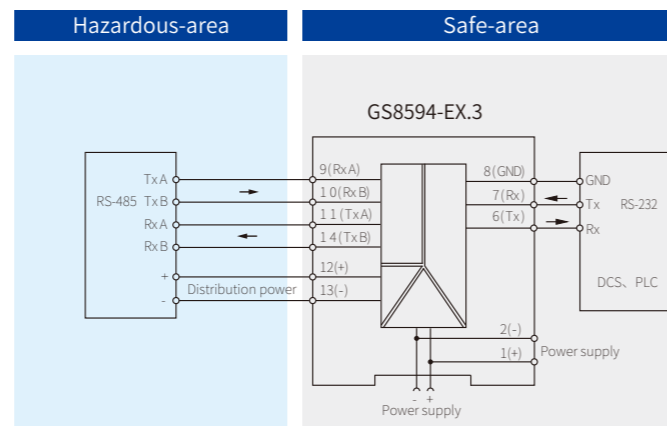 Hazardous-area
Safe-area
GS8594-EX.3
TxA
RS-485 TxB
RxA
RxB
+
-
Distribution power
9(RxA)
10(RxB)
11(TxA)
14(TxB)
12(+)
13(-)
8(GND)
7(Rx)
6(Tx)
GND
Tx
RS-232
Rx
DCS、PLC
2(-)
1(+)
Power supply
- +
Power supply